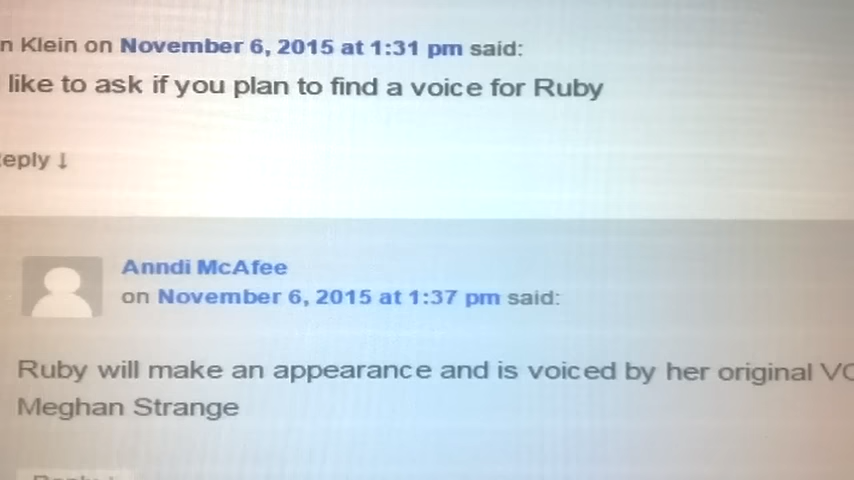 n Klein on November 6, 2015 at 1:31 pm said:
like to ask if you plan to find a voice for Ruby
eply ↓
Anndi McAfee
on November 6, 2015 at 1:37 pm said:
Ruby will make an appearance and is voiced by her original VO
Meghan Strange